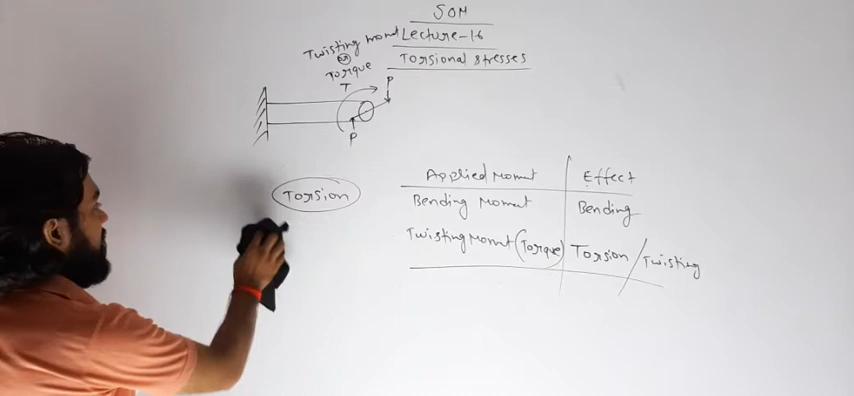 SOM
Lecture-16
Torsional stresses
Twisting moment
or
Torque
T
P
P
Torsion
Applied Moment Effect
Bending Moment Bending
Twisting Moment (Torque) Torsion / Twisting